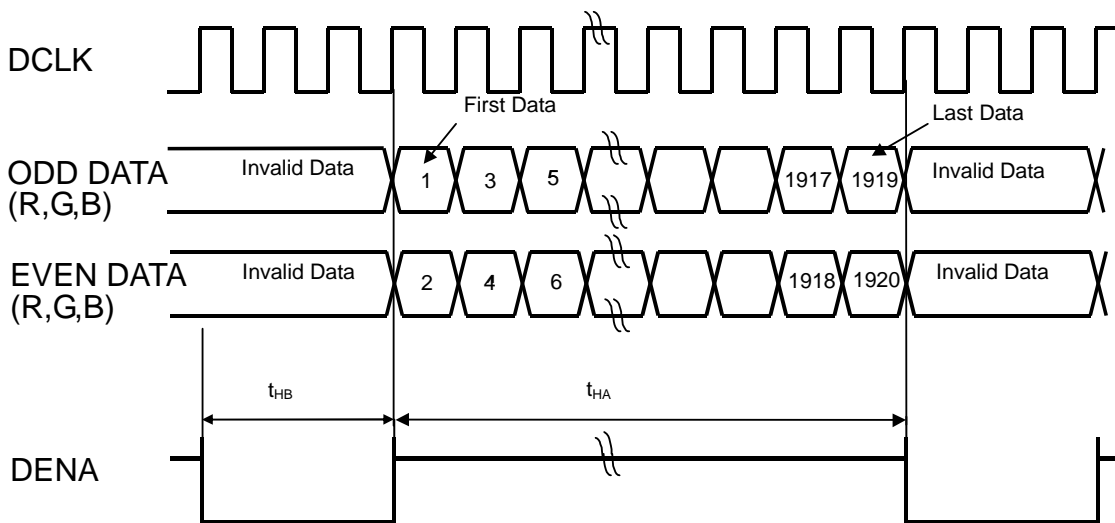 DCLK
First Data
Last Data
ODD DATA
(R,G,B)
Invalid Data
1
3
5
1917
1919
Invalid Data
EVEN DATA
(R,G,B)
Invalid Data
2
4
6
1918
1920
Invalid Data
tHB
tHA
DENA